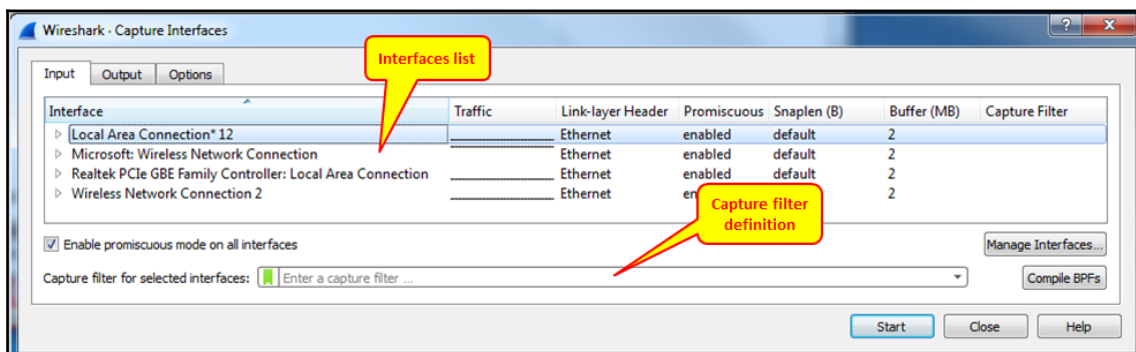 Wireshark · Capture Interfaces
?
X
Interfaces list
Input Output Options
Interface Traffic Link-layer Header Promiscuous Snaplen (B) Buffer (MB) Capture Filter
Local Area Connection* 12 Ethernet enabled default 2
Microsoft: Wireless Network Connection Ethernet enabled default 2
Realtek PCIe GBE Family Controller: Local Area Connection Ethernet enabled default 2
Wireless Network Connection 2 Ethernet 2
Capture filter
definition
Enable promiscuous mode on all interfaces Manage Interfaces...
Capture filter for selected interfaces: Enter a capture filter ... Compile BPFs
Start Close Help